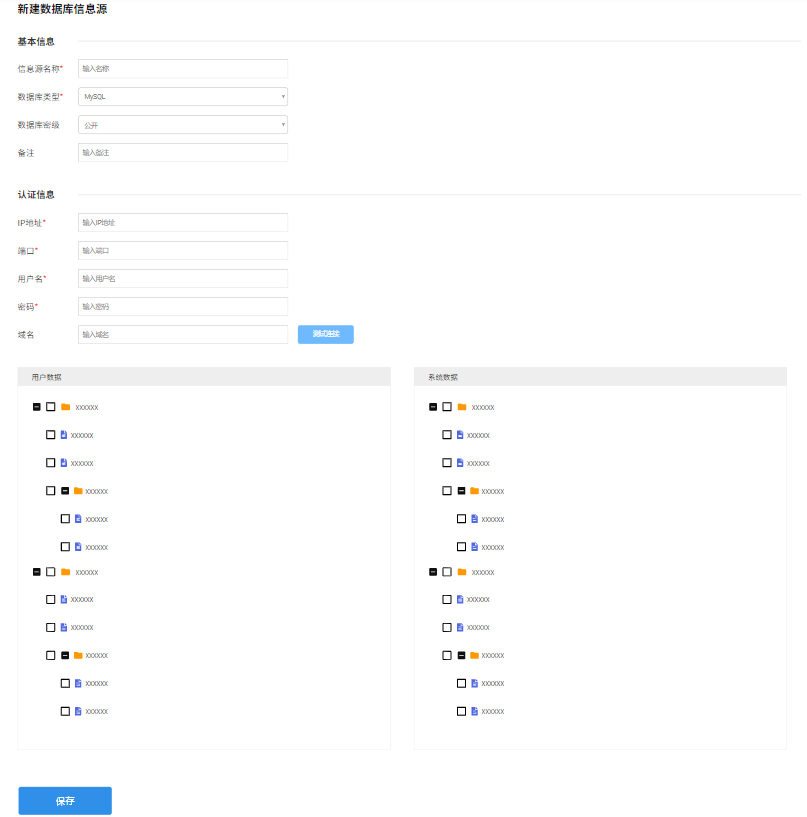 新建数据库信息源
基本信息
信息源名称* 输入名称
数据库类型* MySQL
数据库密级 公开
备注 输入备注
认证信息
IP地址* 输入IP地址
端口* 输入端口
用户名* 输入用户名
密码* 输入密码
域名 输入域名 测试连接
用户数据
xxxxxx
xxxxxx
xxxxxx
xxxxxx
xxxxxx
xxxxxx
xxxxxx
xxxxxx
xxxxxx
xxxxxx
xxxxxx
xxxxxx
系统数据
xxxxxx
xxxxxx
xxxxxx
xxxxxx
xxxxxx
xxxxxx
xxxxxx
xxxxxx
xxxxxx
xxxxxx
xxxxxx
xxxxxx
保存